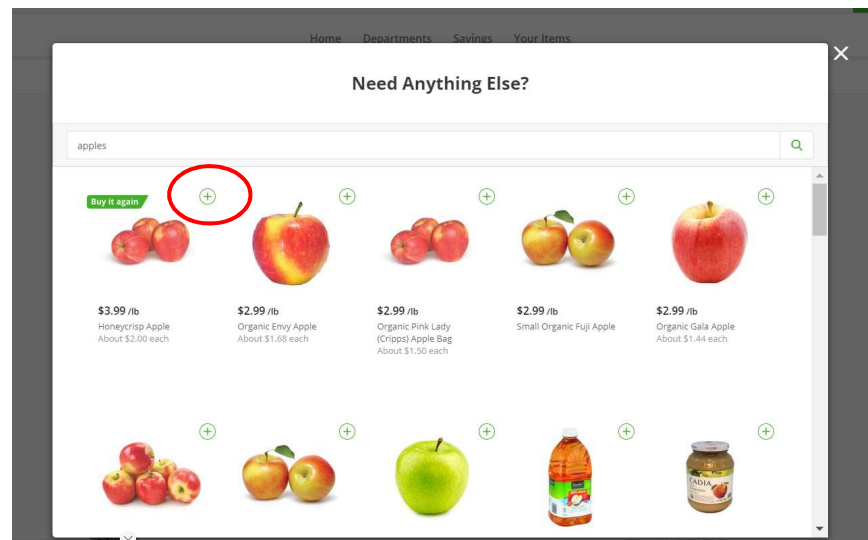 Home Departments Savings Your Items
Need Anything Else?
apples
Buy it again
$3.99 /lb
Honeycrisp Apple
About $2.00 each
$2.99 /lb
Organic Envy Apple
About $1.68 each
$2.99 /lb
Organic Pink Lady
(Cripps) Apple Bag
About $1.50 each
$2.99 /lb
Small Organic Fuji Apple
$2.99 /lb
Organic Gala Apple
About $1.44 each
CADIA